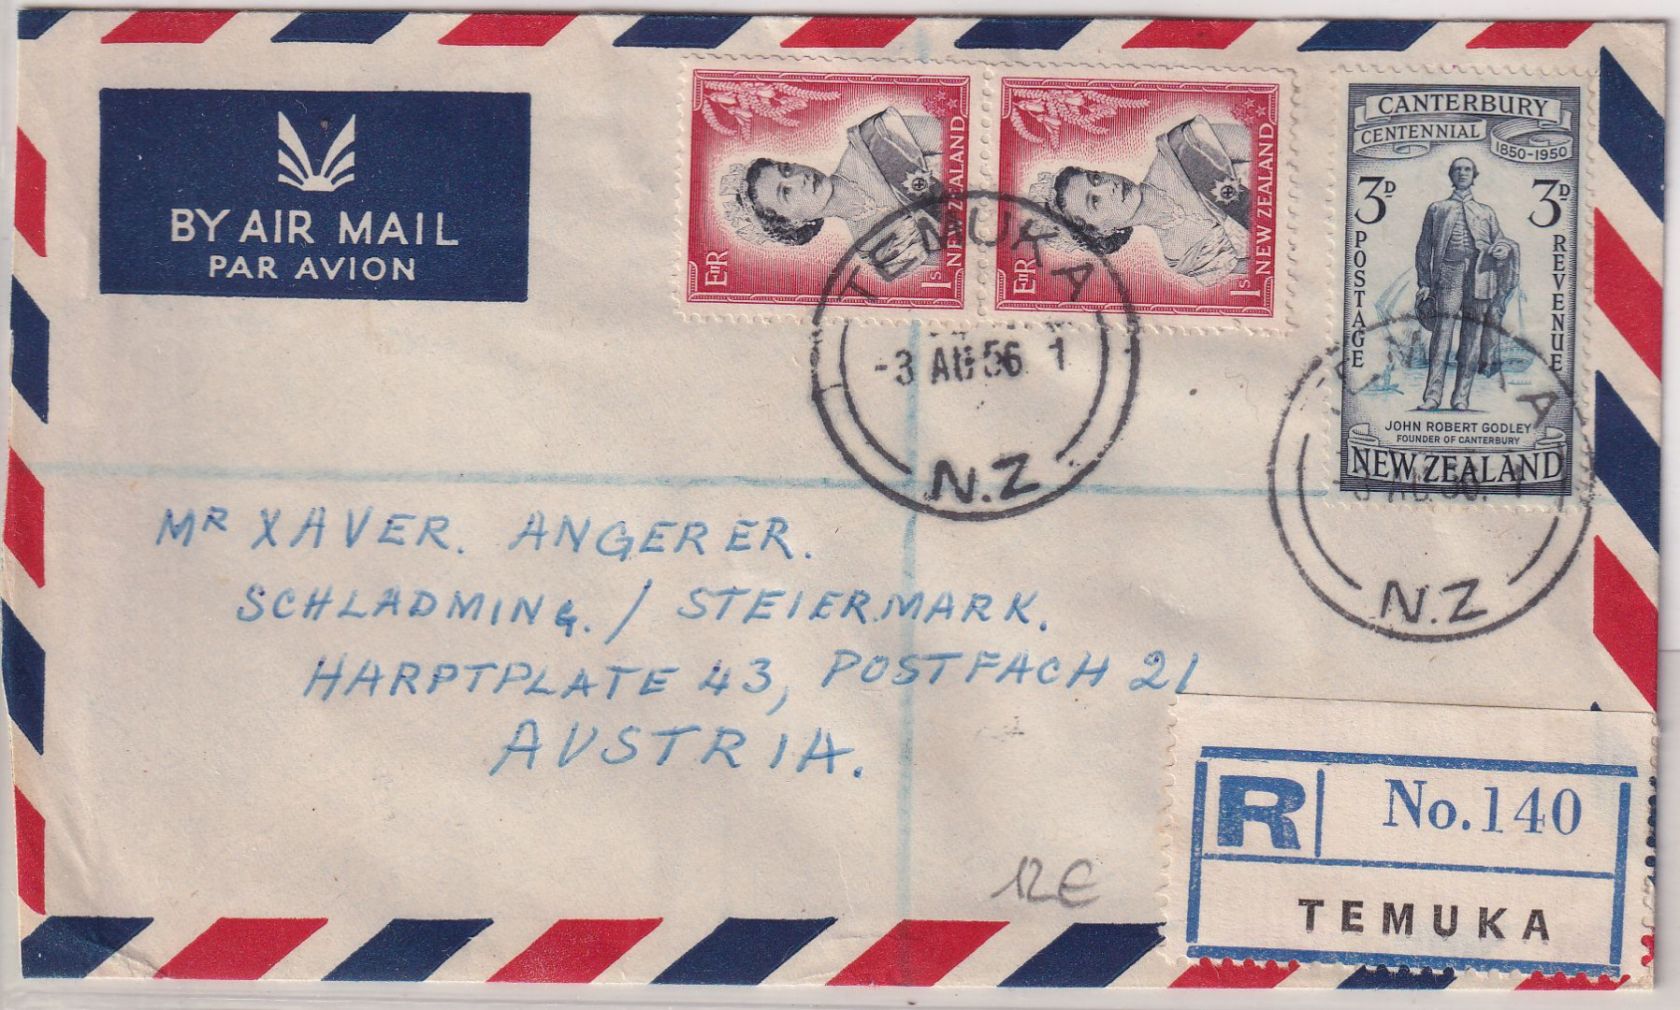 BY AIR MAIL
PAR AVION
EIIR
1s
NEW ZEALAND
EIIR
1s
NEW ZEALAND
CANTERBURY
CENTENNIAL
1850-1950
3D
3D
POSTAGE
REVENUE
JOHN ROBERT GODLEY
FOUNDER OF CANTERBURY
NEW ZEALAND
TEMUKA
-3 AU 56 1
N.Z
TEMUKA
N.Z
MR XAVER. ANGERER.
SCHLADMING. / STEIERMARK.
HARPTPLATE 43, POSTFACH 21
AUSTRIA.
12€
R
No. 140
TEMUKA